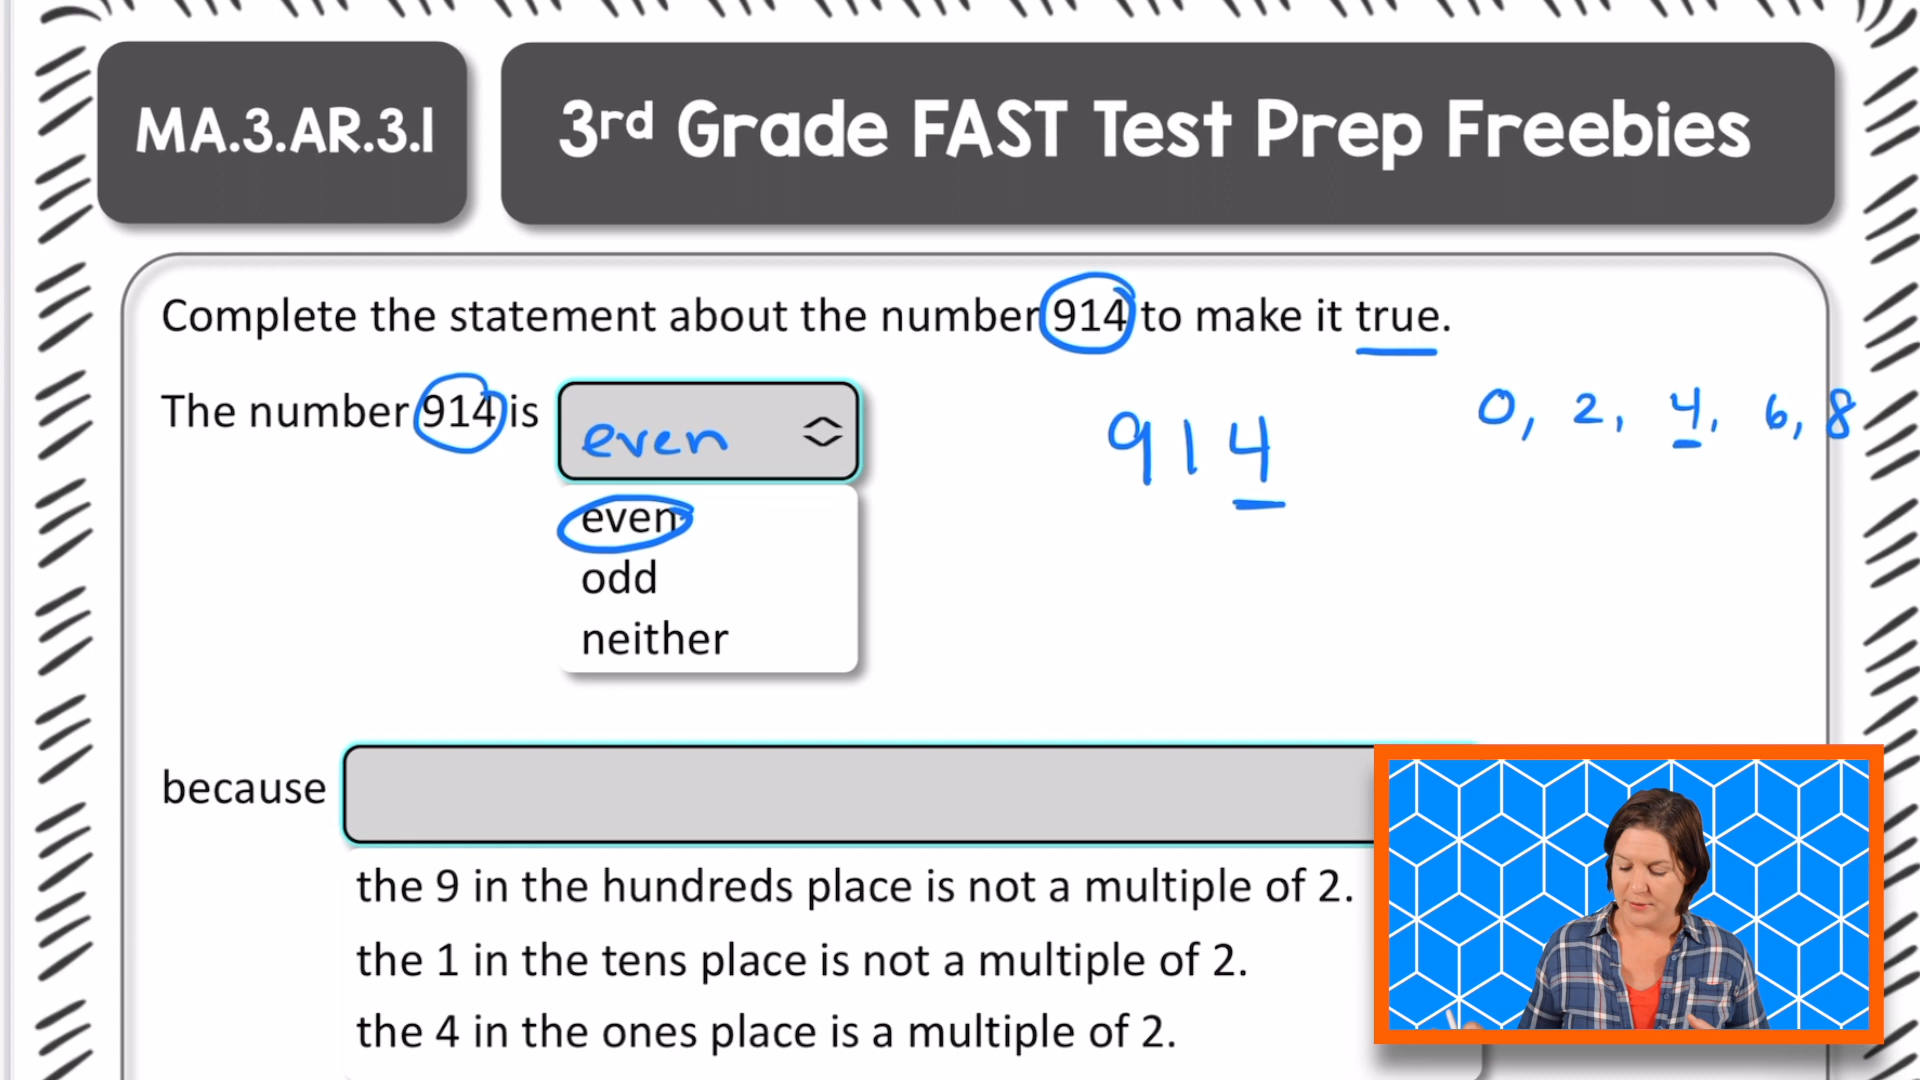 MA.3.AR.3.1
3rd Grade FAST Test Prep Freebies
Complete the statement about the number 914 to make it true.
The number 914 is even
914
0, 2, 4, 6, 8
even
odd
neither
because
the 9 in the hundreds place is not a multiple of 2.
the 1 in the tens place is not a multiple of 2.
the 4 in the ones place is a multiple of 2.